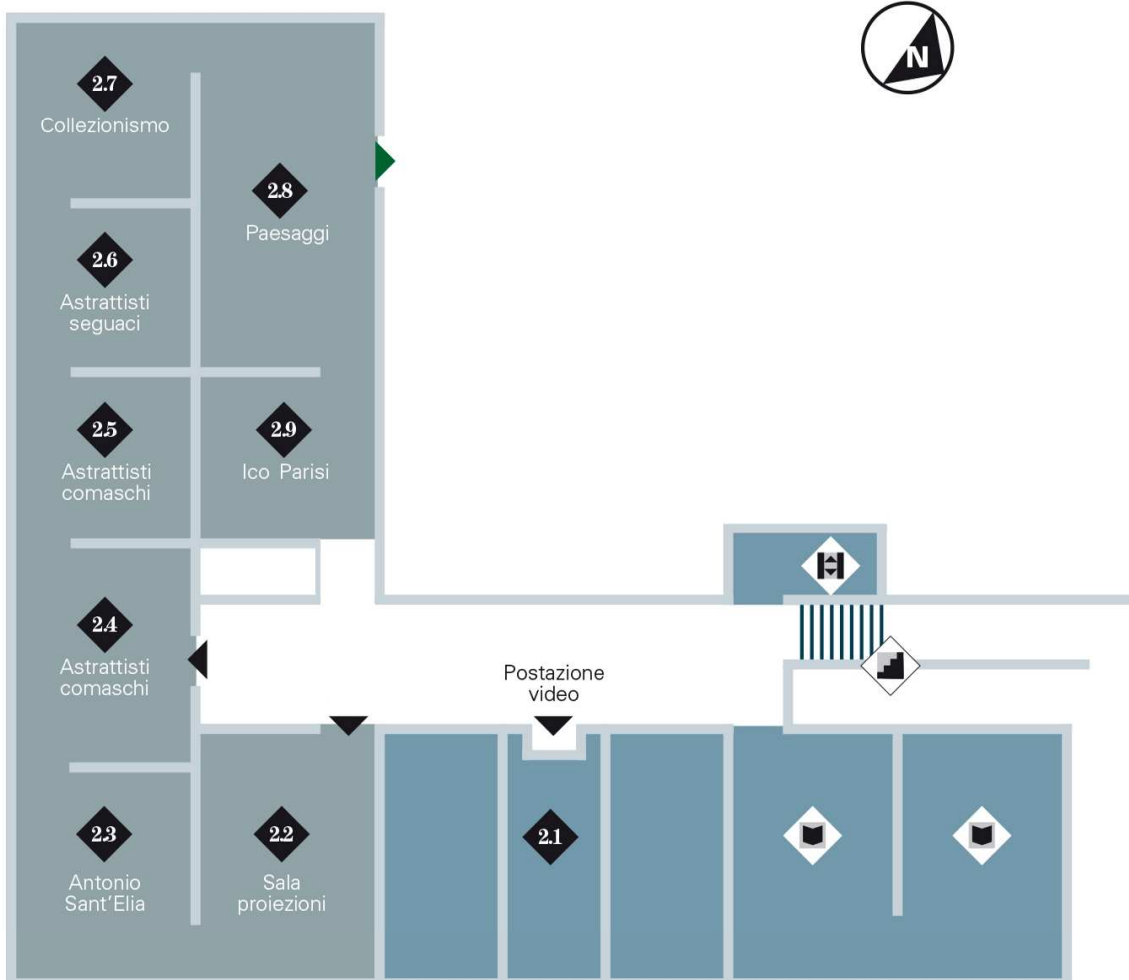 N
2.7
Collezionismo
2.8
Paesaggi
2.6
Astrattisti
seguaci
2.5
Astrattisti
comaschi
2.9
Ico Parisi
2.4
Astrattisti
comaschi
Postazione
video
2.3
Antonio
Sant'Elia
2.2
Sala
proiezioni
2.1